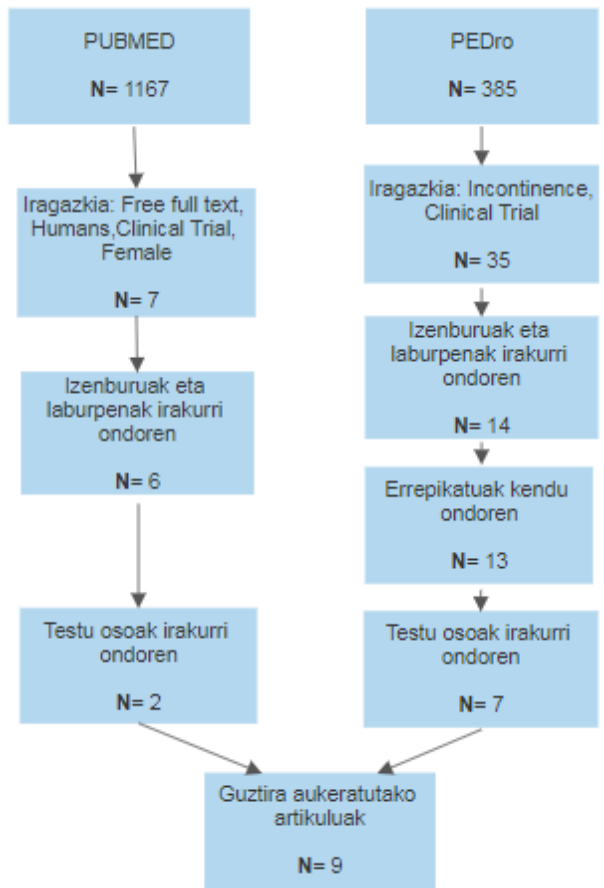 PUBMED
N= 1167
Iragazkia: Free full text,
Humans,Clinical Trial,
Female
N= 7
Izenburuak eta
laburpenak irakurri
ondoren
N= 6
Testu osoak irakurri
ondoren
N= 2
PEDro
N= 385
Iragazkia: Incontinence,
Clinical Trial
N= 35
Izenburuak eta
laburpenak irakurri
ondoren
N= 14
Errepikatuak kendu
ondoren
N= 13
Testu osoak irakurri
ondoren
N= 7
Guztira aukeratutako
artikuluak
N= 9